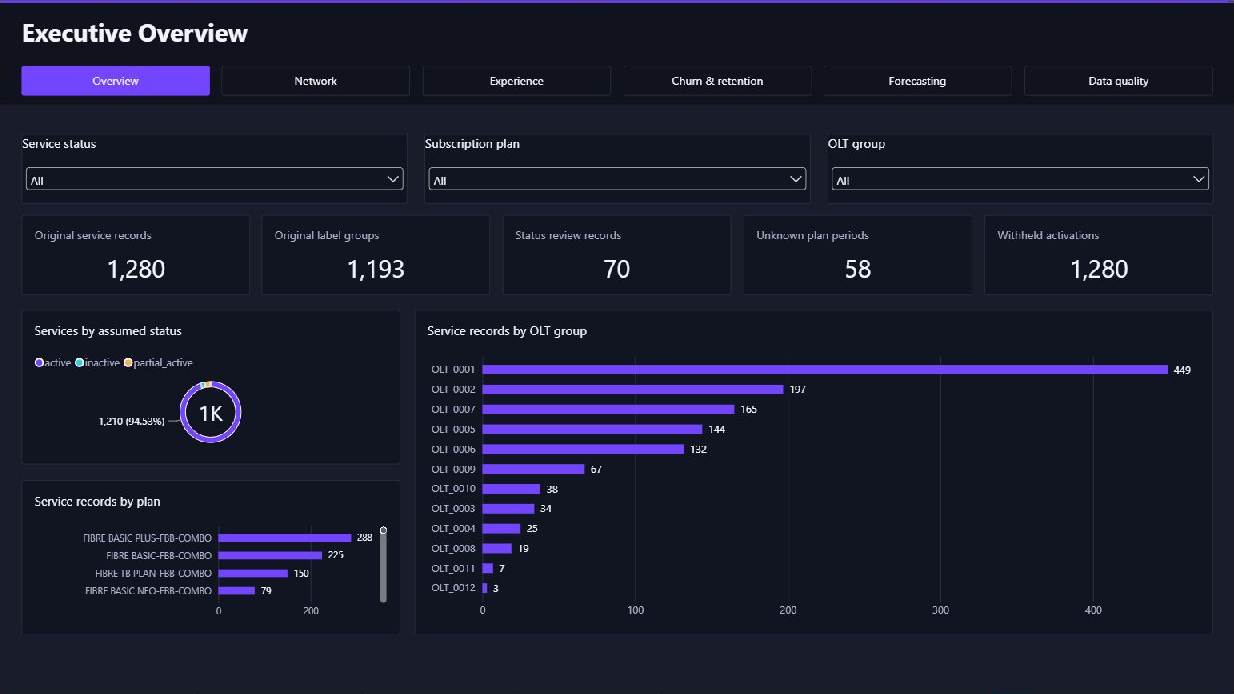 Executive Overview
Overview Network Experience Churn & retention Forecasting Data quality
Service status Subscription plan OLT group
All All All
Original service records Original label groups Status review records Unknown plan periods Withheld activations
1,280 1,193 70 58 1,280
Services by assumed status
active inactive partial_active
1,210 (94.53%)
1K
Service records by plan
FIBRE BASIC PLUS-FBB-COMBO 288
FIBRE BASIC-FBB-COMBO 225
FIBRE TB PLAN-FBB-COMBO 150
FIBRE BASIC NEO-FBB-COMBO 79
0 200
Service records by OLT group
OLT_0001 449
OLT_0002 197
OLT_0007 165
OLT_0005 144
OLT_0006 132
OLT_0009 67
OLT_0010 38
OLT_0003 34
OLT_0004 25
OLT_0008 19
OLT_0011 7
OLT_0012 3
0 100 200 300 400